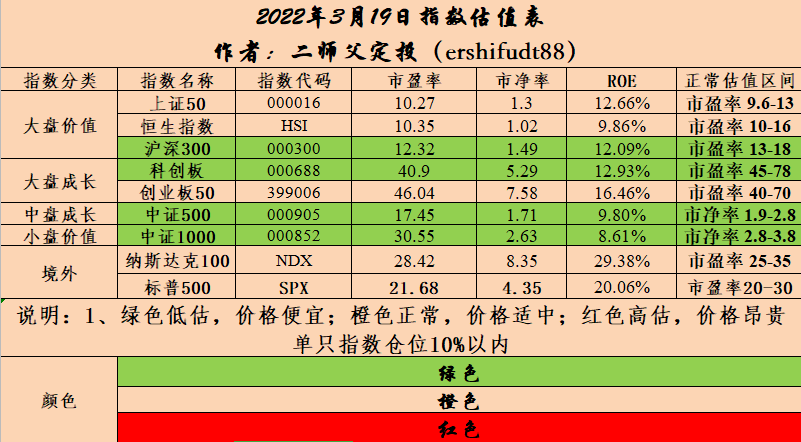 2022年3月19日指数估值表
作者：二师父定投（ershifudt88）
指数分类 指数名称 指数代码 市盈率 市净率 ROE 正常估值区间
大盘价值 上证50 000016 10.27 1.3 12.66% 市盈率 9.6-13
恒生指数 HSI 10.35 1.02 9.86% 市盈率 10-16
沪深300 000300 12.32 1.49 12.09% 市盈率 13-18
大盘成长 科创板 000688 40.9 5.29 12.93% 市盈率 45-78
创业板50 399006 46.04 7.58 16.46% 市盈率 40-70
中盘成长 中证500 000905 17.45 1.71 9.80% 市净率 1.9-2.8
小盘价值 中证1000 000852 30.55 2.63 8.61% 市净率 2.8-3.8
境外 纳斯达克100 NDX 28.42 8.35 29.38% 市盈率 25-35
标普500 SPX 21.68 4.35 20.06% 市盈率20-30
说明：1、绿色低估，价格便宜；橙色正常，价格适中；红色高估，价格昂贵
单只指数仓位10%以内
颜色 绿色
橙色
红色